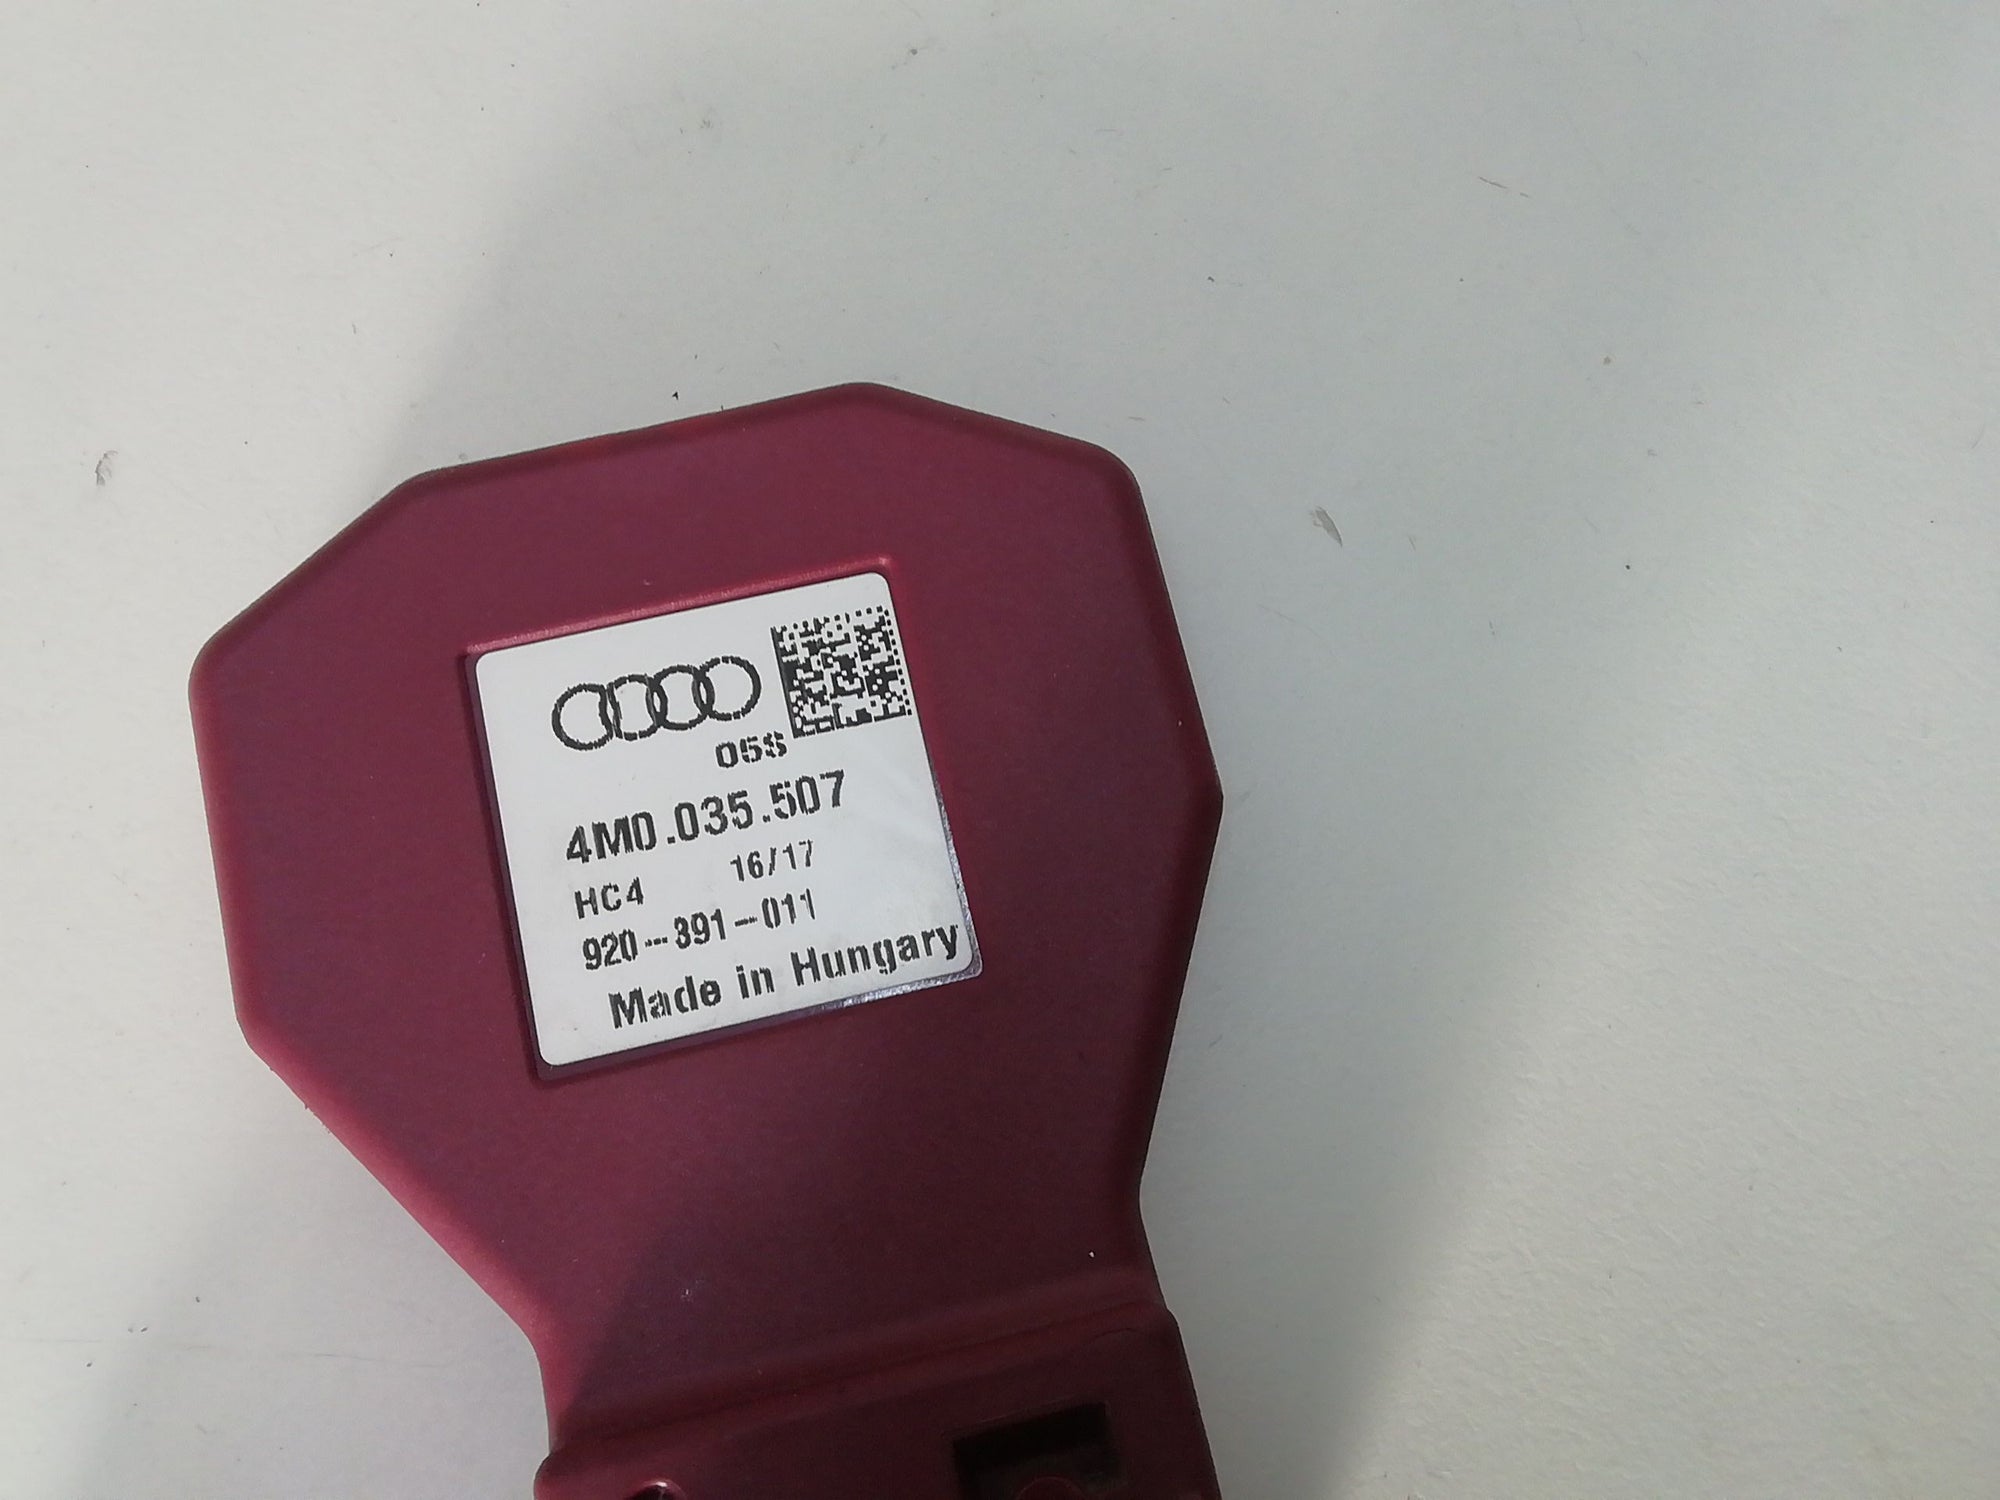 05S
4M0.035.507
HC4 16/17
920-391-011
Made in Hungary